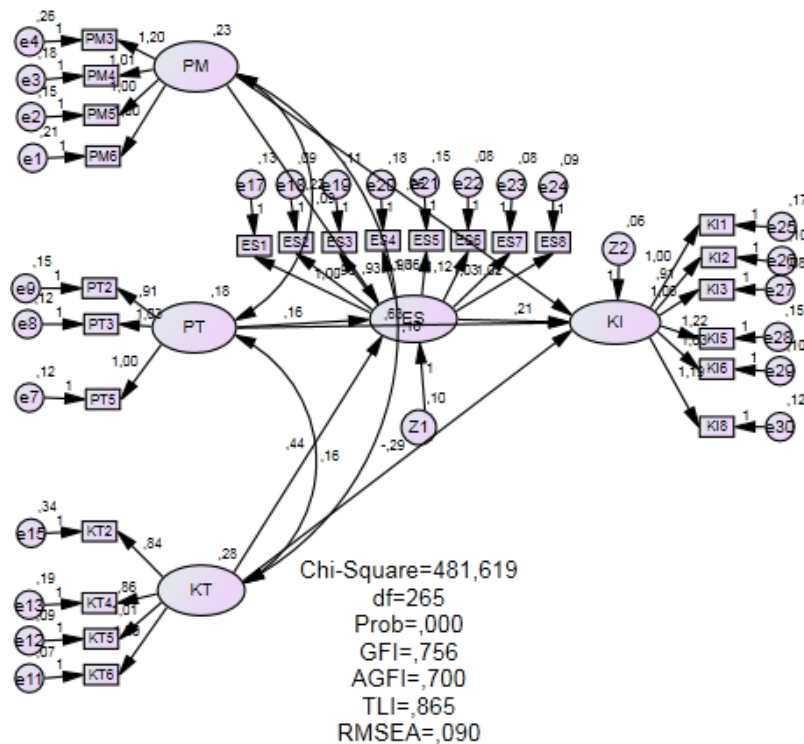 ,26
e4 1 PM3
1,20
,23
PM
,18
e3 1 PM4
1,01
,15
e2 1 PM5
1,00
,21
e1 1 PM6
,13 ,09 ,11 ,18 ,15 ,08 ,08 ,09
e17 e18 e19 e20 e21 e22 e23 e24
1 1 1 1 1 1 1 1
ES1 ES2 ES3 ES4 ES5 ES6 ES7 ES8
,09
1,00 ,93 ,12
,06
Z2
1
,17
KI1 1 e25
1,00
KI2 1 e26
,91
KI3 1 e27
,15
e9 1 PT2
,91
,18
PT
,12
e8 1 PT3
,16
ES
,21
KI
,15
1,22
KI5 1 e28
,10
KI6 1 e29
1,19
,12
KI8 1 e30
,12
e7 1 PT5
1,00
1
,10
Z1
,44
,16
-,29
,34
e15 1 KT2
,84
,28
KT
,19
e13 1 KT4
,86
,09
e12 1 KT5
,07
e11 1 KT6
Chi-Square=481,619
df=265
Prob=,000
GFI=,756
AGFI=,700
TLI=,865
RMSEA=,090